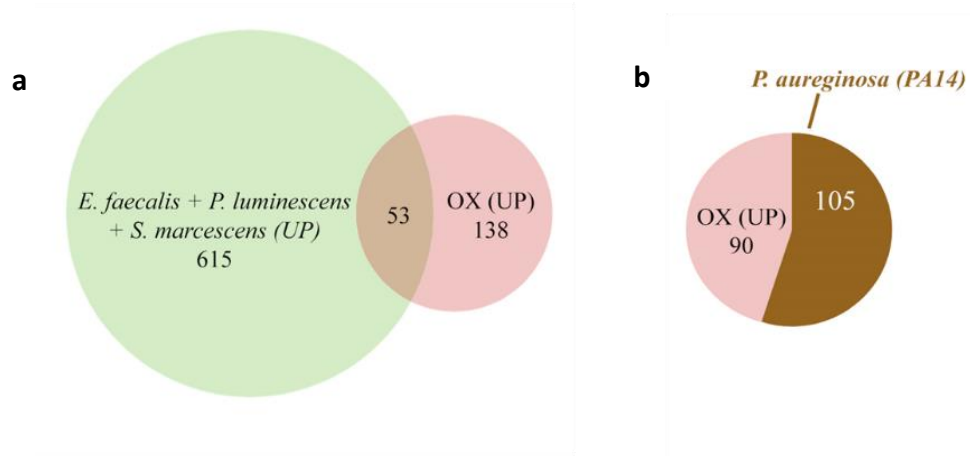 a
E. faecalis + P. luminescens
+ S. marcescens (UP)
615
53
OX (UP)
138
b
P. aureginosa (PA14)
OX (UP)
90
105